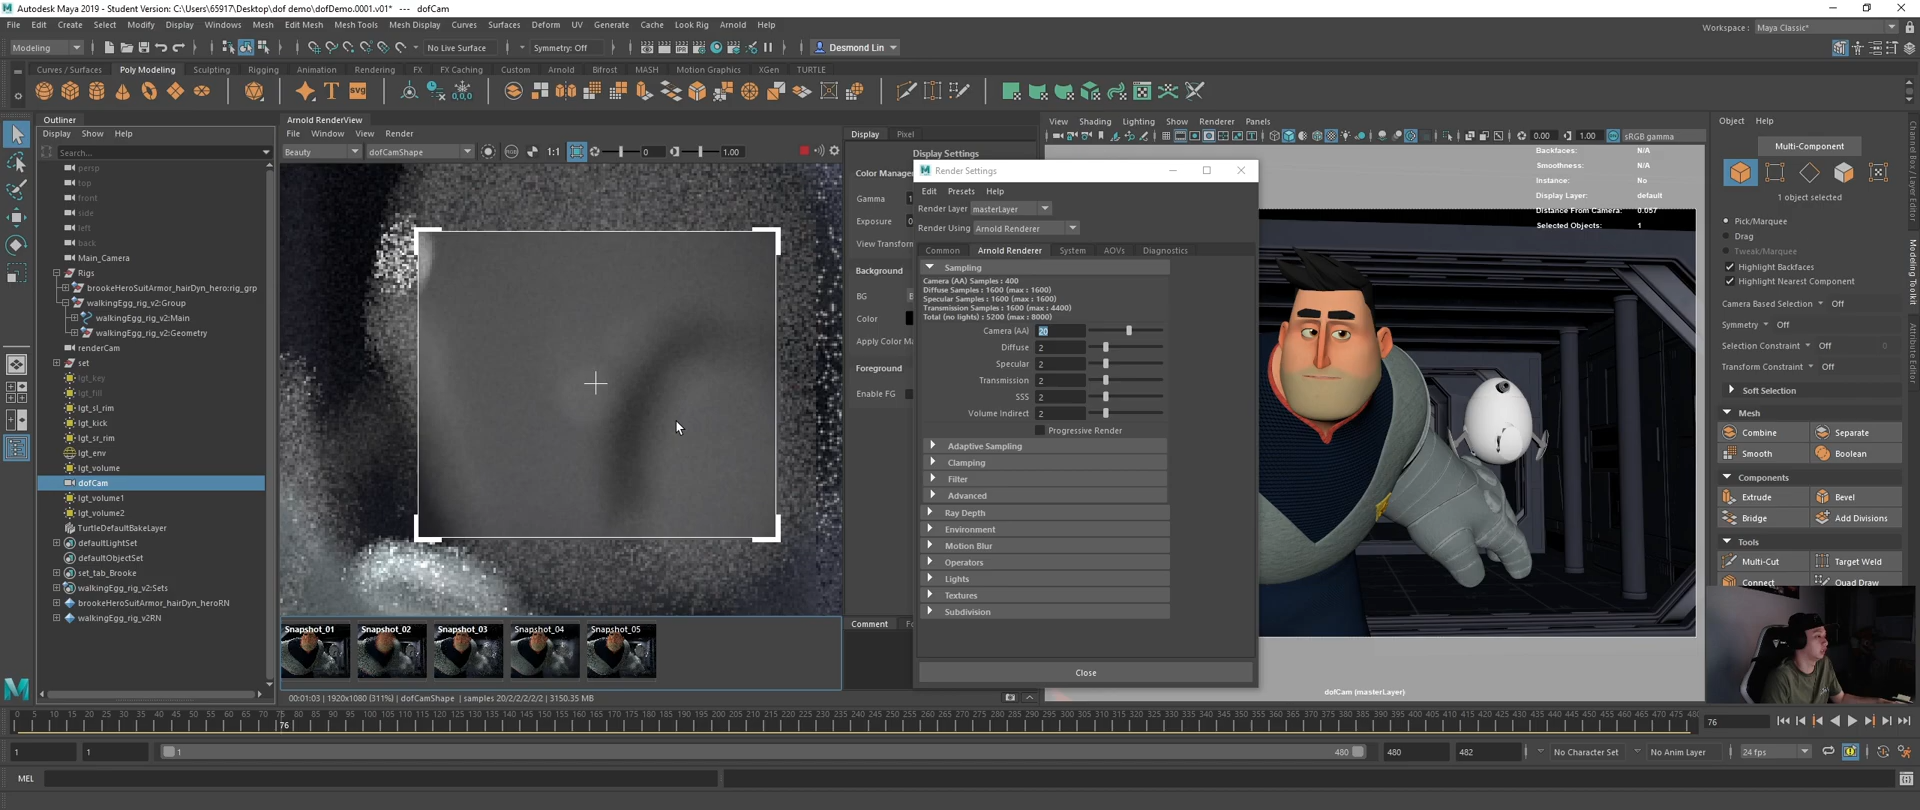 Autodesk Maya 2019 - Student Version: C:\Users\65917\Desktop\dof demo\dofDemo.0001.v01* --- dofCam
File Edit Create Select Modify Display Windows Mesh Edit Mesh Mesh Tools Mesh Display Curves Surfaces Deform UV Generate Cache Look Rig Arnold Help
Workspace: Maya Classic*
Modeling No Live Surface Symmetry: Off Desmond Lin
Curves / Surfaces Poly Modeling Sculpting Rigging Animation Rendering FX FX Caching Custom Arnold Bifrost MASH Motion Graphics XGen TURTLE
Outliner
Display Show Help
Search...
persp
top
front
side
left
back
Main_Camera
Rigs
brookeHeroSuitArmor_hairDyn_hero:rig_grp
walkingEgg_rig_v2:Group
walkingEgg_rig_v2:Main
walkingEgg_rig_v2:Geometry
renderCam
set
lgt_key
lgt_fill
lgt_sl_rim
lgt_kick
lgt_sr_rim
lgt_env
lgt_volume
dofCam
lgt_volume1
lgt_volume2
TurtleDefaultBakeLayer
defaultLightSet
defaultObjectSet
set_tab_Brooke
walkingEgg_rig_v2:Sets
brookeHeroSuitArmor_hairDyn_heroRN
walkingEgg_rig_v2RN
Arnold RenderView
File Window View Render
Beauty dofCamShape 1:1 0 1.00
Snapshot_01 Snapshot_02 Snapshot_03 Snapshot_04 Snapshot_05
00:01:03 | 1920x1080 (311%) | dofCamShape | samples 20/2/2/2/2/2 | 3150.35 MB
Display Pixel
Display Settings
Color Manage
Gamma
Exposure
View Transform
Background
BG
Color
Apply Color Ma
Foreground
Enable FG
Comment
Render Settings
Edit Presets Help
Render Layer masterLayer
Render Using Arnold Renderer
Common Arnold Renderer System AOVs Diagnostics
Sampling
Camera (AA) Samples : 400
Diffuse Samples : 1600 (max : 1600)
Specular Samples : 1600 (max : 1600)
Transmission Samples : 1600 (max : 4400)
Total (no lights) : 5200 (max : 8000)
Camera (AA) 20
Diffuse 2
Specular 2
Transmission 2
SSS 2
Volume Indirect 2
Progressive Render
Adaptive Sampling
Clamping
Filter
Advanced
Ray Depth
Environment
Motion Blur
Operators
Lights
Textures
Subdivision
Close
View Shading Lighting Show Renderer Panels
0.00 1.00 sRGB gamma
Backfaces: N/A
Smoothness: N/A
Instance: No
Display Layer: default
Distance From Camera: 0.057
Selected Objects: 1
dofCam (masterLayer)
Object Help
Multi-Component
1 object selected
Pick/Marquee
Drag
Tweak/Marquee
Highlight Backfaces
Highlight Nearest Component
Camera Based Selection Off
Symmetry Off
Selection Constraint Off 0
Transform Constraint Off
Soft Selection
Mesh
Combine Separate
Smooth Boolean
Components
Extrude Bevel
Bridge Add Divisions
Tools
Multi-Cut Target Weld
Connect Quad Draw
Channel Box / Layer Editor
Modeling Toolkit
Attribute Editor
76 76
1 1 1 480 480 482 No Character Set No Anim Layer 24 fps
MEL